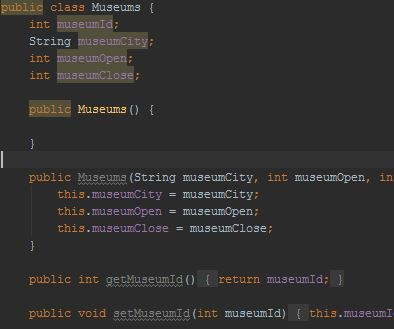 public class Museums {
int museumId;
String museumCity;
int museumOpen;
int museumClose;
public Museums() {
}
public Museums(String museumCity, int museumOpen, in
this.museumCity = museumCity;
this.museumOpen = museumOpen;
this.museumClose = museumClose;
}
public int getMuseumId() { return museumId; }
public void setMuseumId(int museumId) { this.museumI